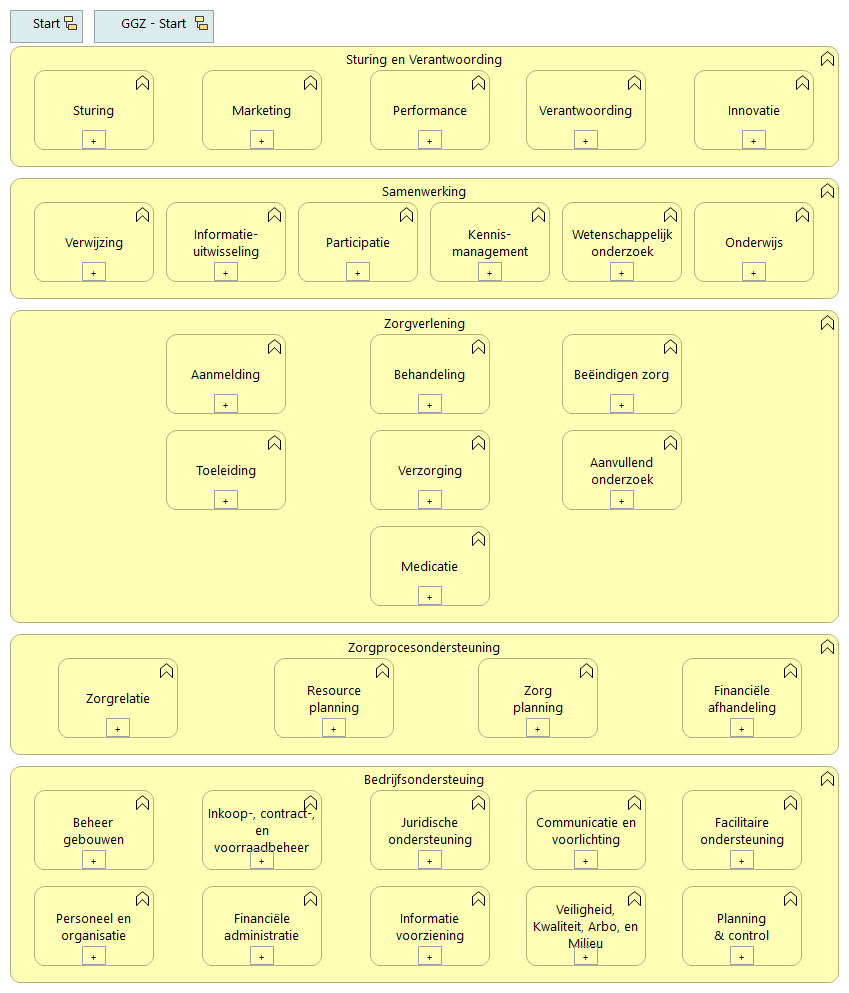 Start
GGZ - Start
Sturing en Verantwoording
Sturing
+
Marketing
+
Performance
+
Verantwoording
+
Innovatie
+
Samenwerking
Verwijzing
+
Informatie-
uitwisseling
+
Participatie
+
Kennis-
management
+
Wetenschappelijk
onderzoek
+
Onderwijs
+
Zorgverlening
Aanmelding
+
Behandeling
+
Beëindigen zorg
+
Toeleiding
+
Verzorging
+
Aanvullend
onderzoek
+
Medicatie
+
Zorgprocesondersteuning
Zorgrelatie
+
Resource
planning
+
Zorg
planning
+
Financiële
afhandeling
+
Bedrijfsondersteuing
Beheer
gebouwen
+
Inkoop-, contract-,
en
voorraadbeheer
+
Juridische
ondersteuning
+
Communicatie en
voorlichting
+
Facilitaire
ondersteuning
+
Personeel en
organisatie
+
Financiële
administratie
+
Informatie
voorziening
+
Veiligheid,
Kwaliteit, Arbo, en
Milieu
+
Planning
& control
+